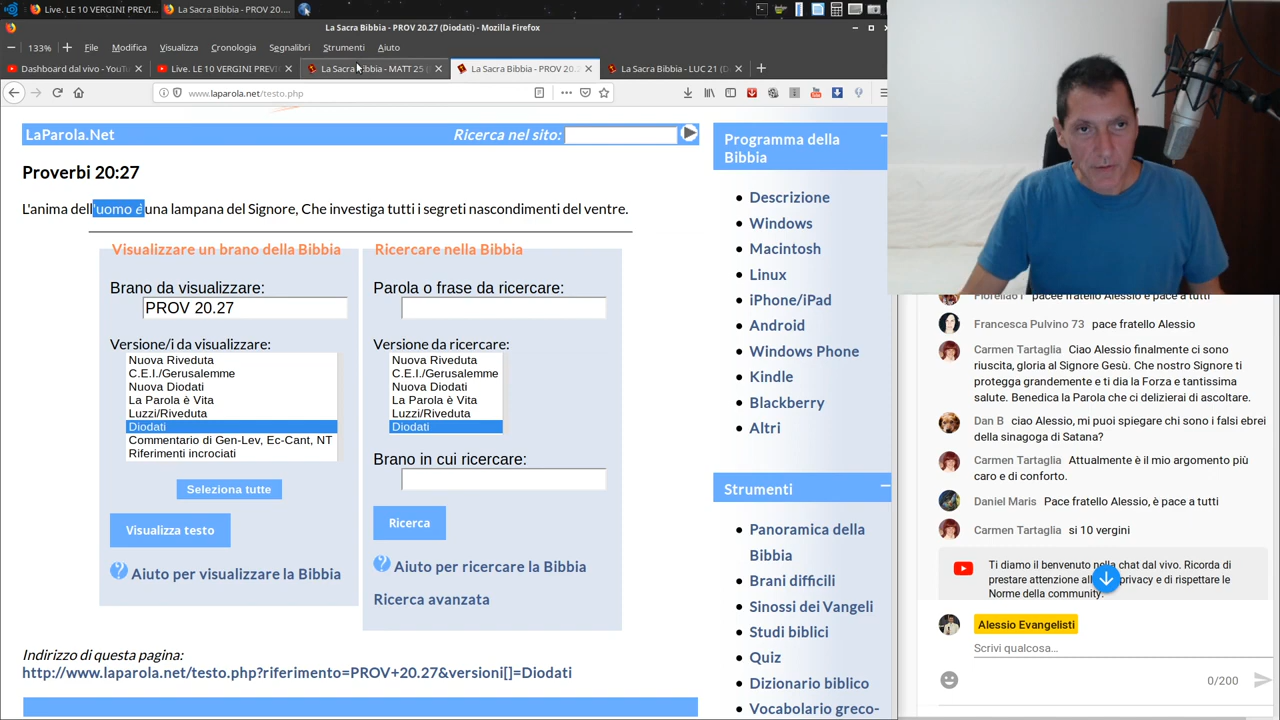 Live. LE 10 VERGINI PREVI...
La Sacra Bibbia - PROV 20...
La Sacra Bibbia - PROV 20.27 (Diodati) - Mozilla Firefox
133%
File Modifica Visualizza Cronologia Segnalibri Strumenti Aiuto
Dashboard dal vivo - YouTu
Live. LE 10 VERGINI PREVI
La Sacra Bibbia - MATT 25
La Sacra Bibbia - PROV 20.
La Sacra Bibbia - LUC 21 (D
www.laparola.net/testo.php
LaParola.Net
Ricerca nel sito:
Proverbi 20:27
L'anima dell'uomo è una lampana del Signore, Che investiga tutti i segreti nascondimenti del ventre.
Visualizzare un brano della Bibbia
Brano da visualizzare:
PROV 20.27
Versione/i da visualizzare:
Nuova Riveduta
C.E.I./Gerusalemme
Nuova Diodati
La Parola è Vita
Luzzi/Riveduta
Diodati
Commentario di Gen-Lev, Ec-Cant, NT
Riferimenti incrociati
Seleziona tutte
Visualizza testo
Aiuto per visualizzare la Bibbia
Ricercare nella Bibbia
Parola o frase da ricercare:
Versione da ricercare:
Nuova Riveduta
C.E.I./Gerusalemme
Nuova Diodati
La Parola è Vita
Luzzi/Riveduta
Diodati
Brano in cui ricercare:
Ricerca
Aiuto per ricercare la Bibbia
Ricerca avanzata
Indirizzo di questa pagina:
http://www.laparola.net/testo.php?riferimento=PROV+20.27&versioni[]=Diodati
Programma della
Bibbia
Descrizione
Windows
Macintosh
Linux
iPhone/iPad
Android
Windows Phone
Kindle
Blackberry
Altri
Strumenti
Panoramica della
Bibbia
Brani difficili
Sinossi dei Vangeli
Studi biblici
Quiz
Dizionario biblico
Vocabolario greco-
pacee fratello Alessio e pace a tutti
Francesca Pulvino 73 pace fratello Alessio
Carmen Tartaglia Ciao Alessio finalmente ci sono
riuscita, gloria al Signore Gesù. Che nostro Signore ti
protegga grandemente e ti dia la Forza e tantissima
salute. Benedica la Parola che ci delizierai di ascoltare.
Dan B ciao Alessio, mi puoi spiegare chi sono i falsi ebrei
della sinagoga di Satana?
Carmen Tartaglia Attualmente è il mio argomento più
caro e di conforto.
Daniel Maris Pace fratello Alessio, è pace a tutti
Carmen Tartaglia si 10 vergini
Ti diamo il benvenuto nella chat dal vivo. Ricorda di
prestare attenzione privacy e di rispettare le
Norme della community.
Alessio Evangelisti
Scrivi qualcosa...
0/200